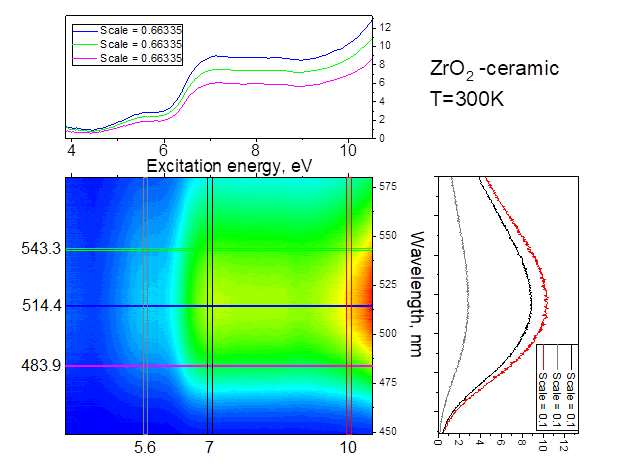 Scale = 0.66335
Scale = 0.66335
Scale = 0.66335
12
10
8
6
4
2
0
4 6 8 10
Excitation energy, eV
ZrO2 -ceramic
T=300K
543.3
514.4
483.9
5.6 7 10
575
550
525
500
475
450
Wavelength, nm
Scale = 0.1
Scale = 0.1
Scale = 0.1
0 2 4 6 8 10 12